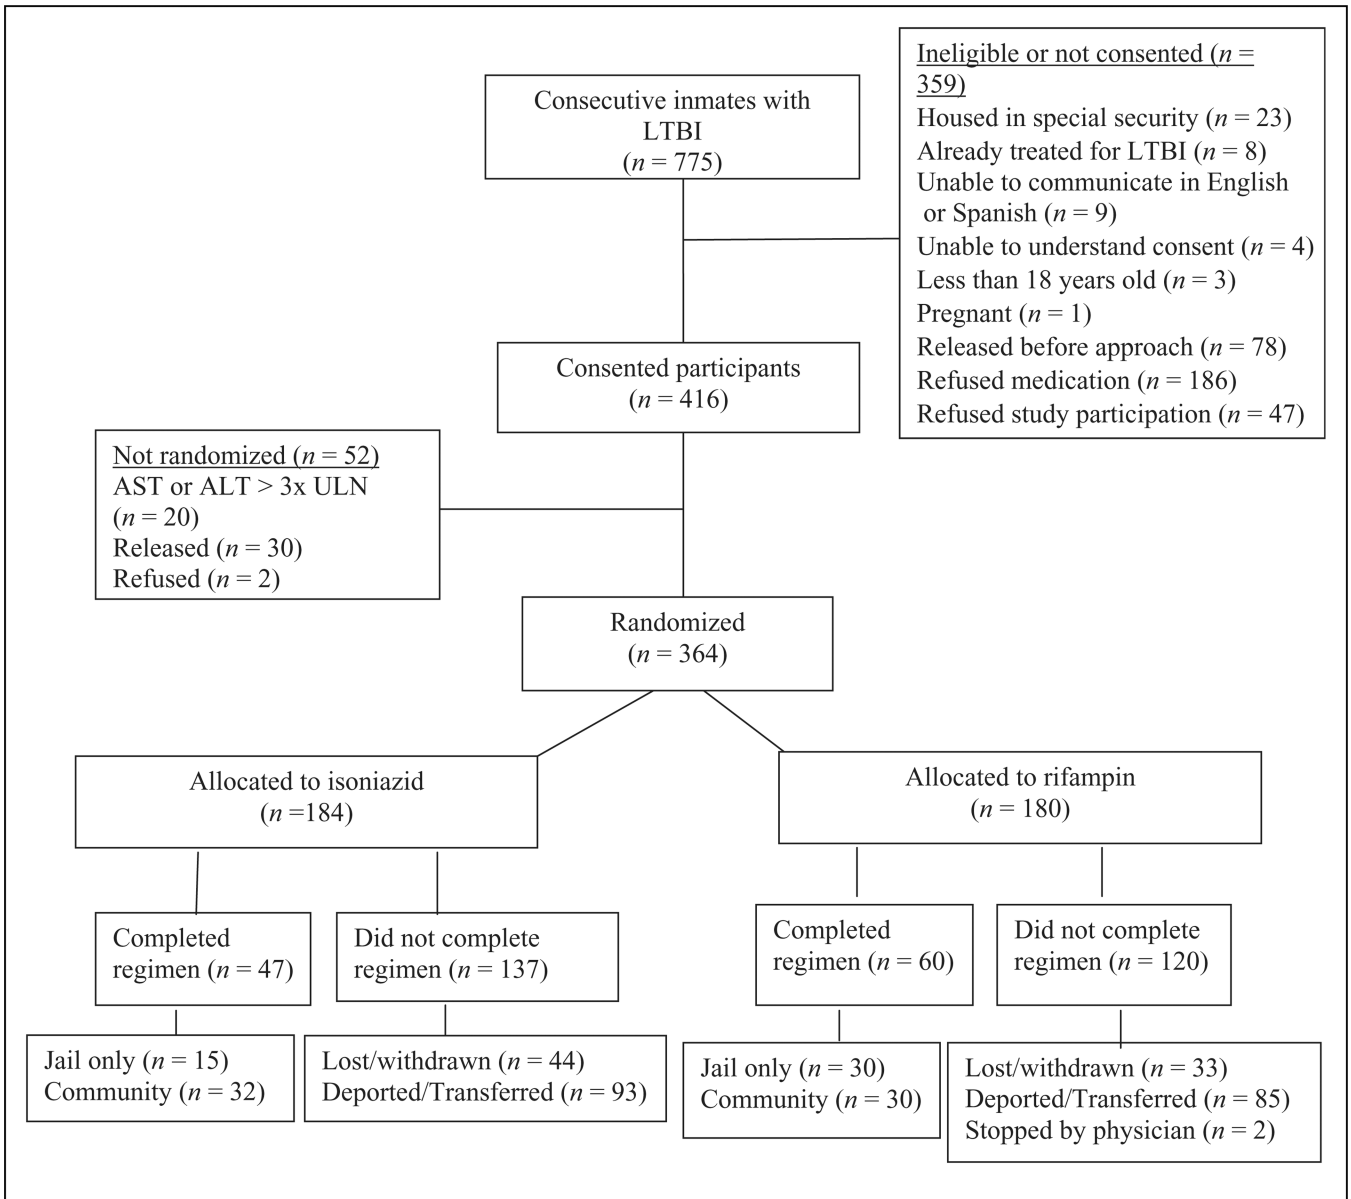 Consecutive inmates with
LTBI
(n = 775)
Ineligible or not consented (n =
359)
Housed in special security (n = 23)
Already treated for LTBI (n = 8)
Unable to communicate in English
or Spanish (n = 9)
Unable to understand consent (n = 4)
Less than 18 years old (n = 3)
Pregnant (n = 1)
Released before approach (n = 78)
Refused medication (n = 186)
Refused study participation (n = 47)
Consented participants
(n = 416)
Not randomized (n = 52)
AST or ALT > 3x ULN
(n = 20)
Released (n = 30)
Refused (n = 2)
Randomized
(n = 364)
Allocated to isoniazid
(n =184)
Allocated to rifampin
(n = 180)
Completed
regimen (n = 47)
Did not complete
regimen (n = 137)
Completed
regimen (n = 60)
Did not complete
regimen (n = 120)
Jail only (n = 15)
Community (n = 32)
Lost/withdrawn (n = 44)
Deported/Transferred (n = 93)
Jail only (n = 30)
Community (n = 30)
Lost/withdrawn (n = 33)
Deported/Transferred (n = 85)
Stopped by physician (n = 2)